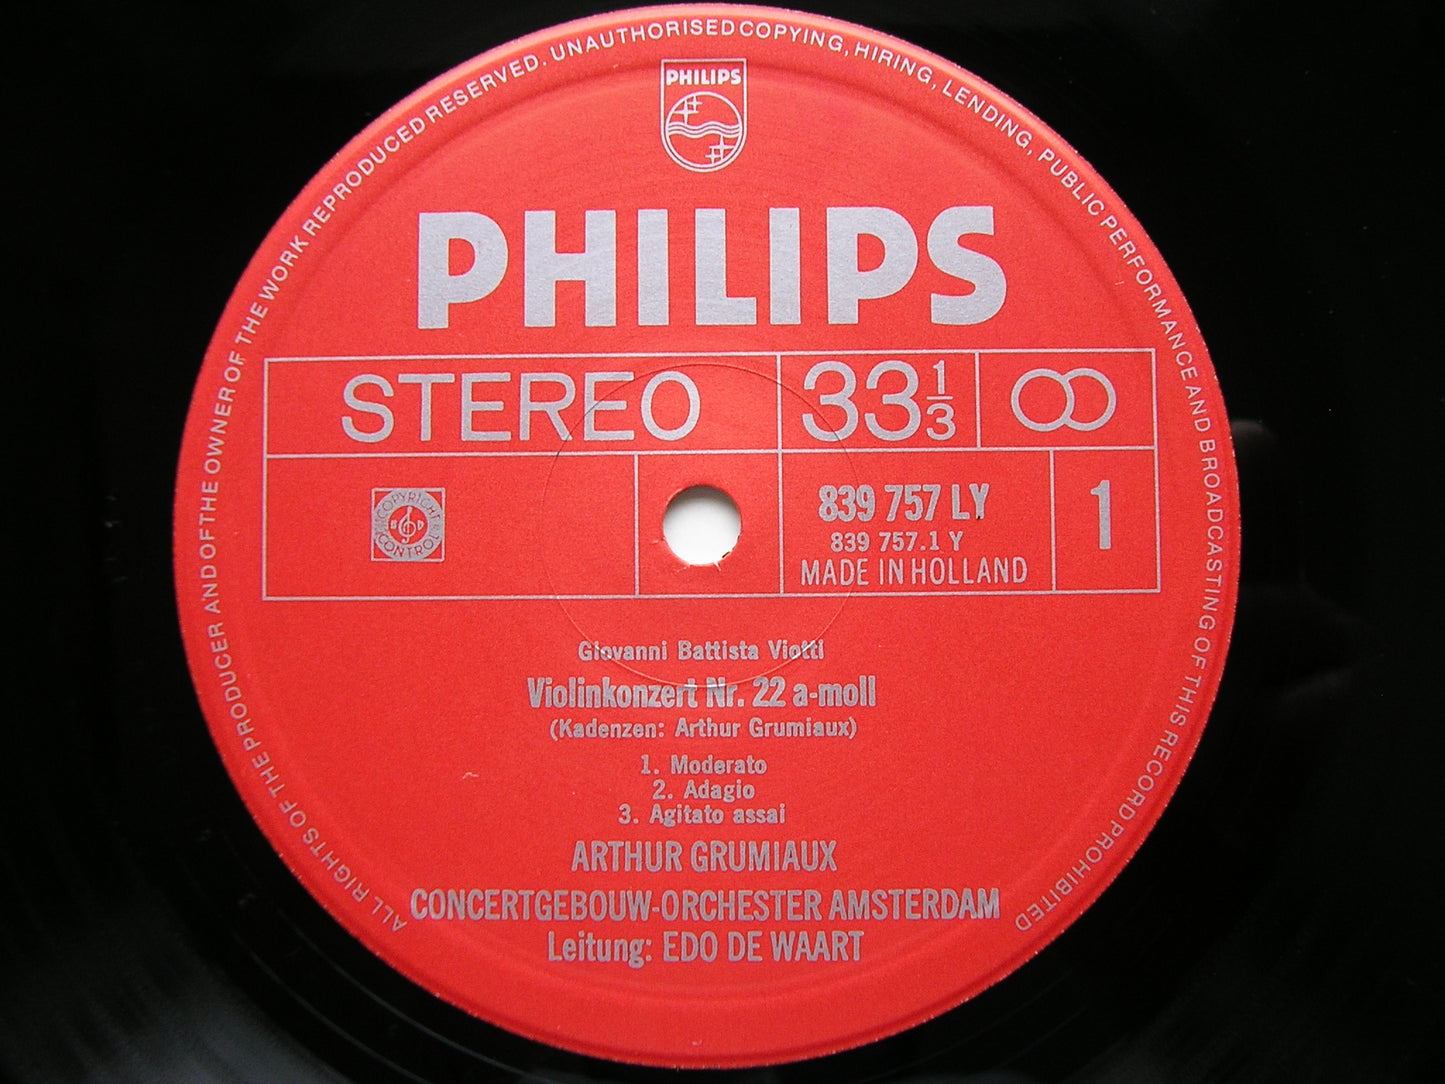 ALL RIGHTS OF THE PRODUCER AND OF THE OWNER OF THE WORK REPRODUCED RESERVED. UNAUTHORISED COPYING, HIRING, LENDING, PUBLIC PERFORMANCE AND BROADCASTING OF THIS RECORD PROHIBITED
PHILIPS
PHILIPS
STEREO 33 1/3
COPYRIGHT
CONTROL
839 757 LY 1
839 757.1 Y
MADE IN HOLLAND
Giovanni Battista Viotti
Violinkonzert Nr. 22 a-moll
(Kadenzen: Arthur Grumiaux)
1. Moderato
2. Adagio
3. Agitato assai
ARTHUR GRUMIAUX
CONCERTGEBOUW-ORCHESTER AMSTERDAM
Leitung: EDO DE WAART